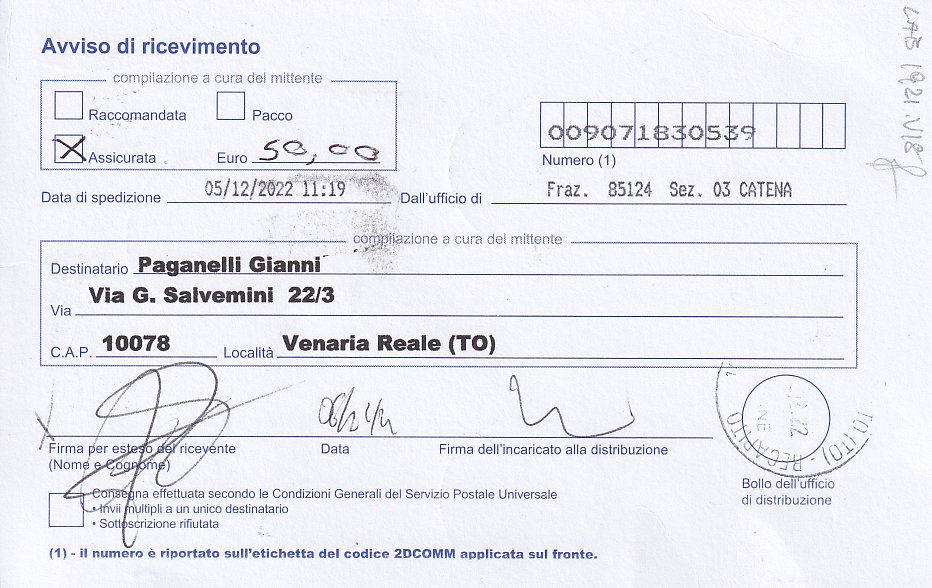 Avviso di ricevimento
compilazione a cura del mittente
Raccomandata
Pacco
X Assicurata
Euro 50,00
009071830539
Numero (1)
Data di spedizione 05/12/2022 11:19
Dall'ufficio di Fraz. 85124 Sez. 03 CATENA
compilazione a cura del mittente
Destinatario Paganelli Gianni
Via G. Salvemini 22/3
Via
C.A.P. 10078 Località Venaria Reale (TO)
Firma per esteso del ricevente
(Nome e Cognome)
Data
Firma dell'incaricato alla distribuzione
RECAPITO
(TO)
Bollo dell'ufficio
di distribuzione
Consegna effettuata secondo le Condizioni Generali del Servizio Postale Universale
• Invii multipli a un unico destinatario
• Sottoscrizione rifiutata
(1) - il numero è riportato sull'etichetta del codice 2DCOMM applicata sul fronte.